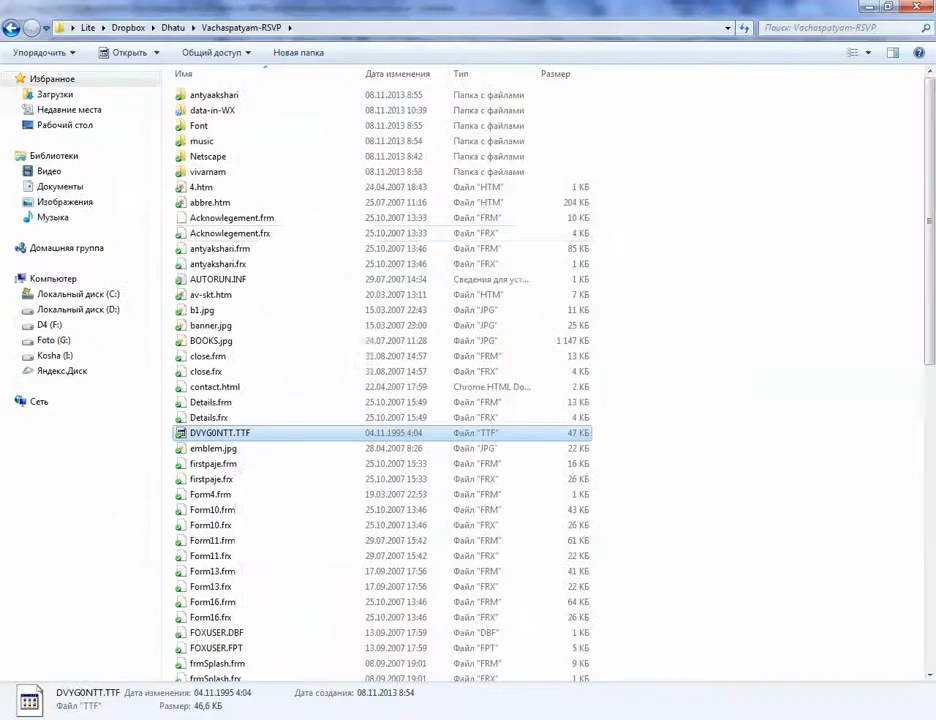 Lite ▸ Dropbox ▸ Dhatu ▸ Vachaspatyam-RSVP ▸
Поиск: Vachaspatyam-RSVP
Упорядочить Открыть Общий доступ Новая папка
Имя Дата изменения Тип Размер
Избранное
Загрузки
Недавние места
Рабочий стол
Библиотеки
Видео
Документы
Изображения
Музыка
Домашняя группа
Компьютер
Локальный диск (C:)
Локальный диск (D:)
D4 (F:)
Foto (G:)
Kosha (I:)
Яндекс.Диск
Сеть
antyaakshari 08.11.2013 8:55 Папка с файлами
data-in-WX 08.11.2013 10:39 Папка с файлами
Font 08.11.2013 8:55 Папка с файлами
music 08.11.2013 8:54 Папка с файлами
Netscape 08.11.2013 8:42 Папка с файлами
vivarnam 08.11.2013 8:58 Папка с файлами
4.htm 24.04.2007 18:43 Файл "HTM" 1 КБ
abbre.htm 25.07.2007 11:16 Файл "HTM" 204 КБ
Acknowlegement.frm 25.10.2007 13:33 Файл "FRM" 10 КБ
Acknowlegement.frx 25.10.2007 13:33 Файл "FRX" 4 КБ
antyakshari.frm 25.10.2007 13:46 Файл "FRM" 85 КБ
antyakshari.frx 25.10.2007 13:46 Файл "FRX" 1 КБ
AUTORUN.INF 29.07.2007 14:34 Сведения для уст... 1 КБ
av-skt.htm 20.03.2007 13:11 Файл "HTM" 7 КБ
b1.jpg 15.03.2007 22:43 Файл "JPG" 11 КБ
banner.jpg 15.03.2007 23:00 Файл "JPG" 25 КБ
BOOKS.jpg 24.07.2007 11:28 Файл "JPG" 1 147 КБ
close.frm 31.08.2007 14:57 Файл "FRM" 13 КБ
close.frx 31.08.2007 14:57 Файл "FRX" 4 КБ
contact.html 22.04.2007 17:59 Chrome HTML Do... 2 КБ
Details.frm 25.10.2007 15:49 Файл "FRM" 13 КБ
Details.frx 25.10.2007 15:49 Файл "FRX" 4 КБ
DVYG0NTT.TTF 04.11.1995 4:04 Файл "TTF" 47 КБ
emblem.jpg 28.04.2007 8:26 Файл "JPG" 22 КБ
firstpaje.frm 25.10.2007 15:33 Файл "FRM" 16 КБ
firstpaje.frx 25.10.2007 15:33 Файл "FRX" 26 КБ
Form4.frm 19.03.2007 22:53 Файл "FRM" 1 КБ
Form10.frm 25.10.2007 13:46 Файл "FRM" 43 КБ
Form10.frx 25.10.2007 13:46 Файл "FRX" 26 КБ
Form11.frm 29.07.2007 15:42 Файл "FRM" 61 КБ
Form11.frx 29.07.2007 15:42 Файл "FRX" 22 КБ
Form13.frm 17.09.2007 17:56 Файл "FRM" 41 КБ
Form13.frx 17.09.2007 17:56 Файл "FRX" 22 КБ
Form16.frm 25.10.2007 13:46 Файл "FRM" 64 КБ
Form16.frx 25.10.2007 13:46 Файл "FRX" 26 КБ
FOXUSER.DBF 13.09.2007 17:59 Файл "DBF" 1 КБ
FOXUSER.FPT 13.09.2007 17:59 Файл "FPT" 5 КБ
frmSplash.frm 08.09.2007 19:01 Файл "FRM" 9 КБ
frmSplash.frx 08.09.2007 19:01 Файл "FRX" 4 КБ
DVYG0NTT.TTF Дата изменения: 04.11.1995 4:04 Дата создания: 08.11.2013 8:54
Файл "TTF" Размер: 46,6 КБ